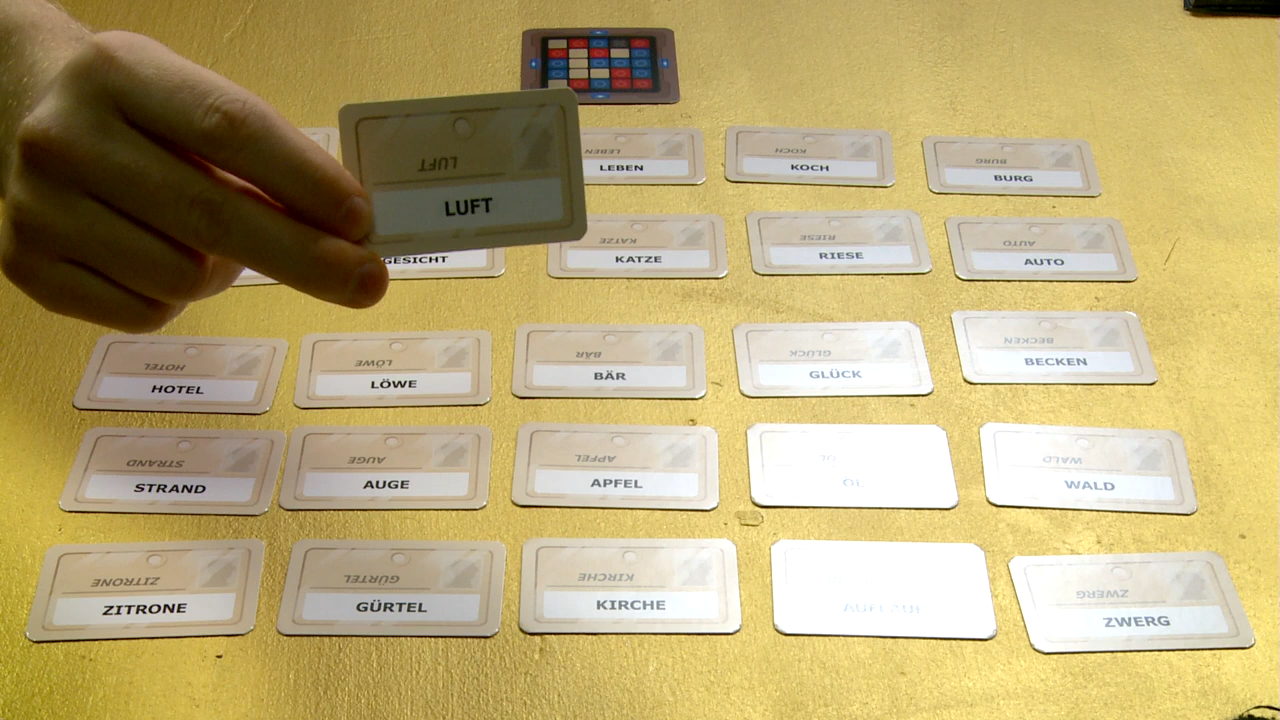 LUFT
LUFT
LEBEN
LEBEN
KOCH
KOCH
BURG
BURG
GESICHT
KATZE
KATZE
RIESE
RIESE
AUTO
AUTO
HOTEL
HOTEL
LÖWE
LÖWE
BÄR
BÄR
GLÜCK
GLÜCK
BECKEN
BECKEN
STRAND
STRAND
AUGE
AUGE
APFEL
APFEL
ÖL
ÖL
WALD
WALD
ZITRONE
ZITRONE
GÜRTEL
GÜRTEL
KIRCHE
KIRCHE
ZWERG
ZWERG